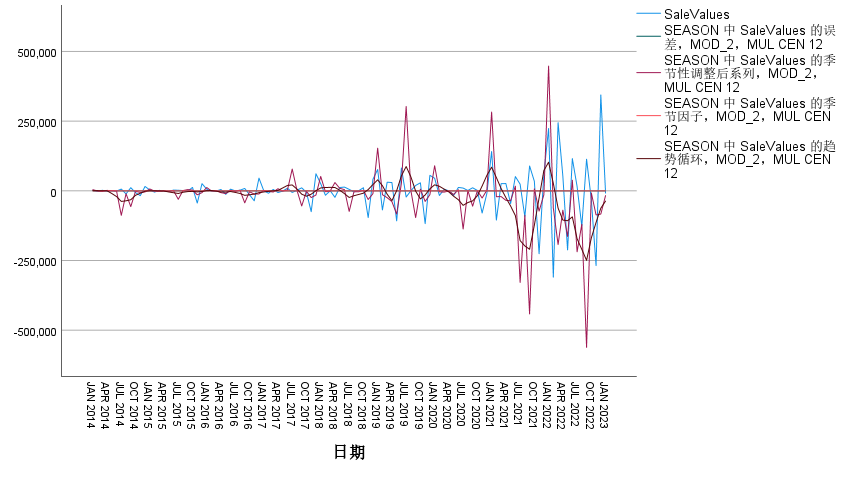 SaleValues
SEASON 中 SaleValues 的误
差，MOD_2，MUL CEN 12
SEASON 中 SaleValues 的季
节性调整后系列，MOD_2，
MUL CEN 12
SEASON 中 SaleValues 的季
节因子，MOD_2，MUL CEN
12
SEASON 中 SaleValues 的趋
势循环，MOD_2，MUL CEN
12
500,000
250,000
0
-250,000
-500,000
JAN 2014
APR 2014
JUL 2014
OCT 2014
JAN 2015
APR 2015
JUL 2015
OCT 2015
JAN 2016
APR 2016
JUL 2016
OCT 2016
JAN 2017
APR 2017
JUL 2017
OCT 2017
JAN 2018
APR 2018
JUL 2018
OCT 2018
JAN 2019
APR 2019
JUL 2019
OCT 2019
JAN 2020
APR 2020
JUL 2020
OCT 2020
JAN 2021
APR 2021
JUL 2021
OCT 2021
JAN 2022
APR 2022
JUL 2022
OCT 2022
JAN 2023
日期